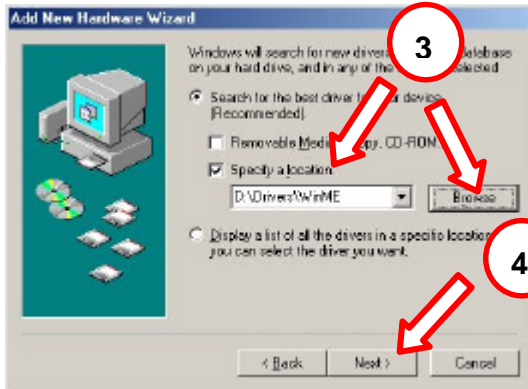 Add New Hardware Wizard
3
Windows will search for new drivers database
on your hard drive, and in any of the selected
Search for the best driver for your device.
(Recommended).
Removable Media CD-ROM
Specify a location:
D:\Drivers\WinME
Browse
Display a list of all the drivers in a specific location
you can select the driver you want.
4
< Back
Next >
Cancel